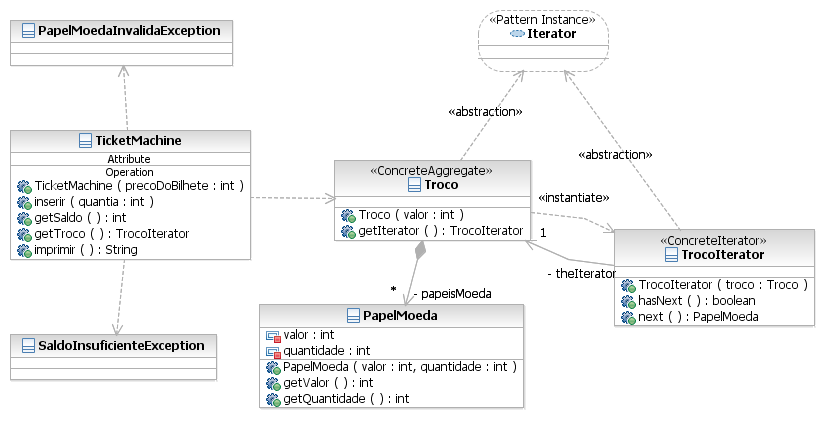 PapelMoedaInvalidaException
«Pattern Instance»
Iterator
TicketMachine
Attribute
Operation
TicketMachine ( precoDoBilhete : int )
inserir ( quantia : int )
getSaldo ( ) : int
getTroco ( ) : TrocoIterator
imprimir ( ) : String
«abstraction»
«abstraction»
«ConcreteAggregate»
Troco
Troco ( valor : int )
getIterator ( ) : TrocoIterator
«instantiate»
1
- theIterator
«ConcreteIterator»
TrocoIterator
TrocoIterator ( troco : Troco )
hasNext ( ) : boolean
next ( ) : PapelMoeda
*
- papeisMoeda
PapelMoeda
valor : int
quantidade : int
PapelMoeda ( valor : int, quantidade : int )
getValor ( ) : int
getQuantidade ( ) : int
SaldoInsuficienteException